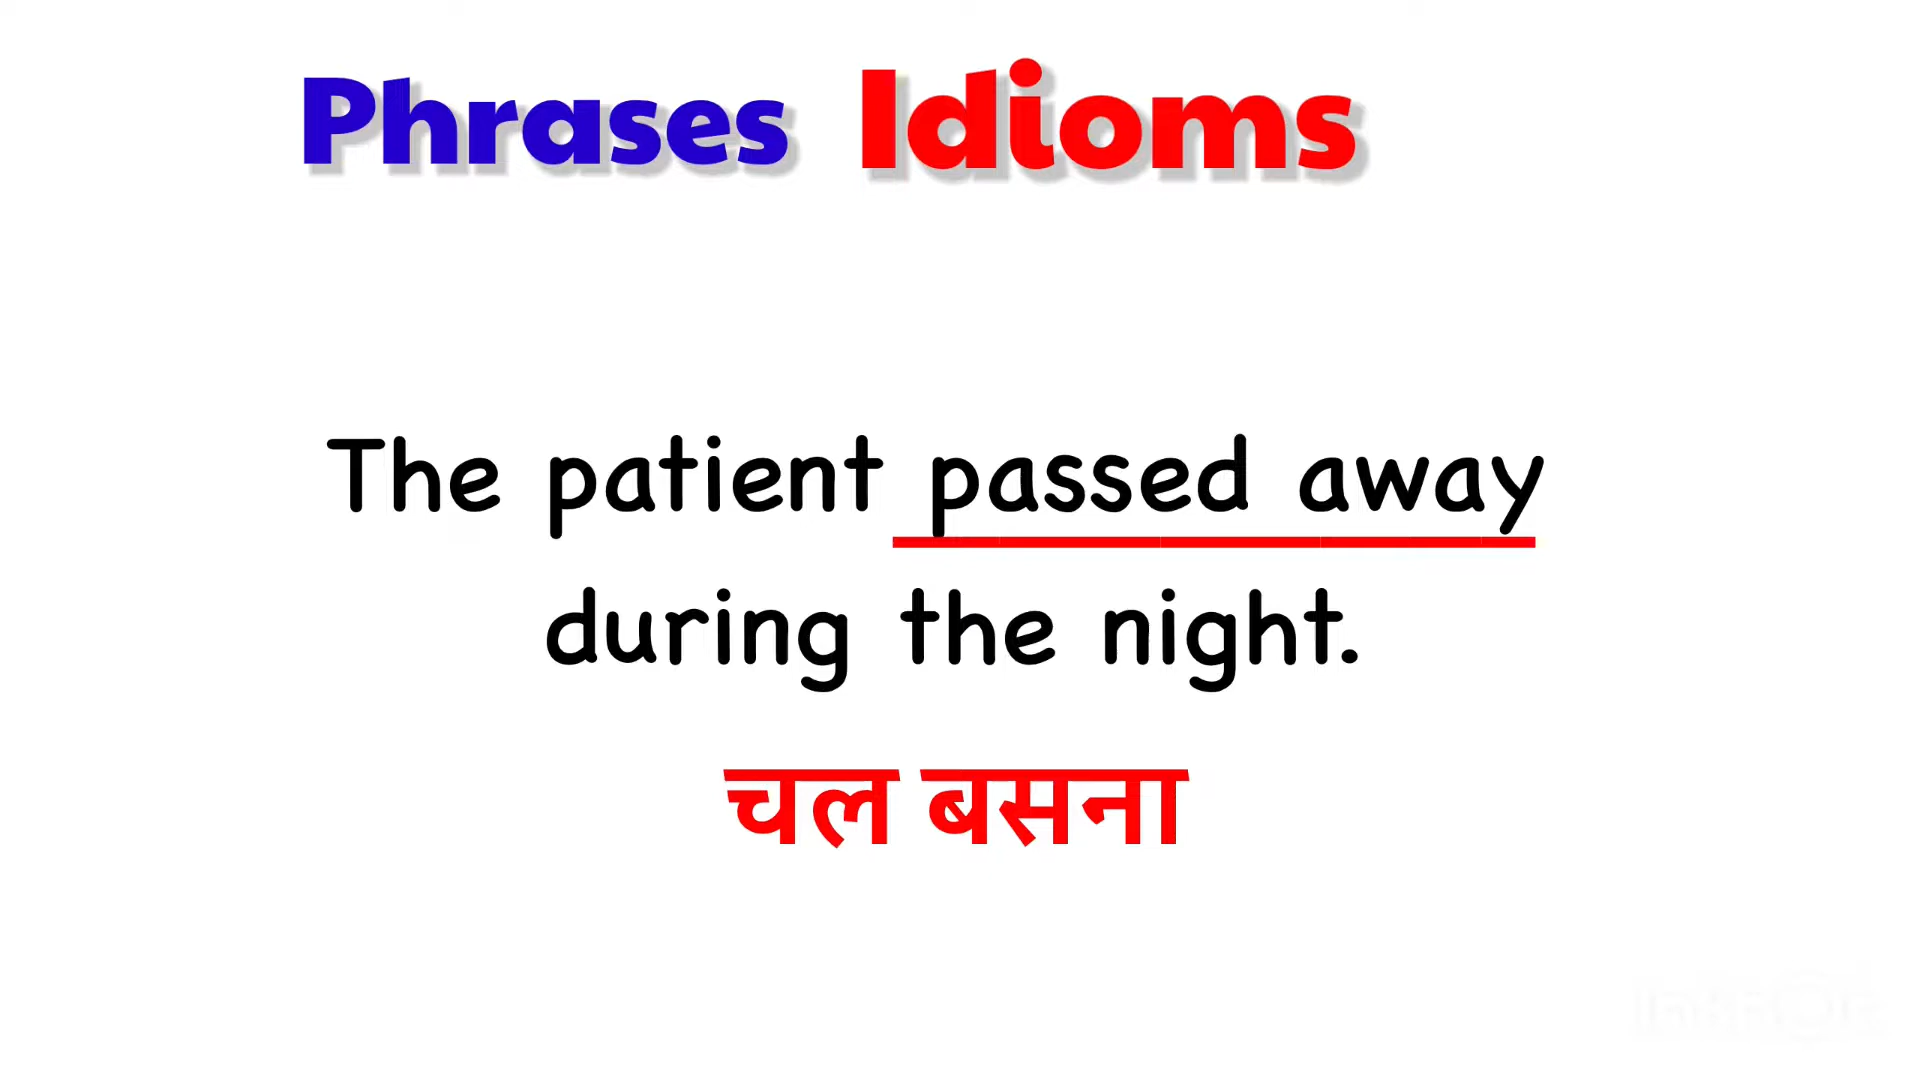 Phrases Idioms
The patient passed away
during the night.
चल बसना